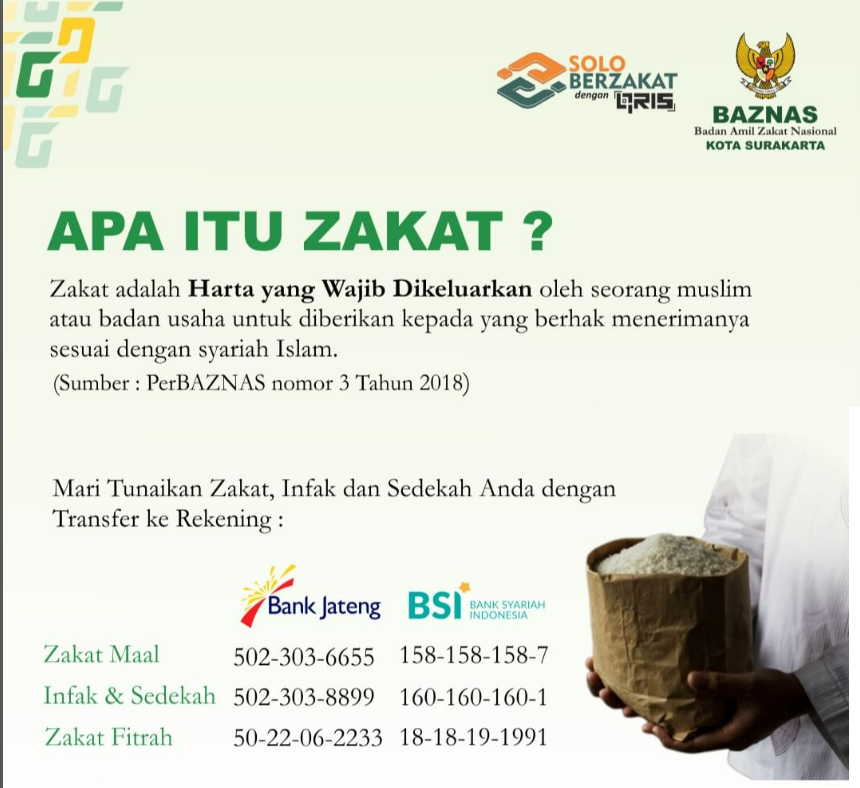 SOLO
BERZAKAT
dengan QRIS
BAZNAS
Badan Amil Zakat Nasional
KOTA SURAKARTA
APA ITU ZAKAT ?
Zakat adalah Harta yang Wajib Dikeluarkan oleh seorang muslim
atau badan usaha untuk diberikan kepada yang berhak menerimanya
sesuai dengan syariah Islam.
(Sumber : PerBAZNAS nomor 3 Tahun 2018)
Mari Tunaikan Zakat, Infak dan Sedekah Anda dengan
Transfer ke Rekening :
Bank Jateng BSI BANK SYARIAH
INDONESIA
Zakat Maal 502-303-6655 158-158-158-7
Infak & Sedekah 502-303-8899 160-160-160-1
Zakat Fitrah 50-22-06-2233 18-18-19-1991